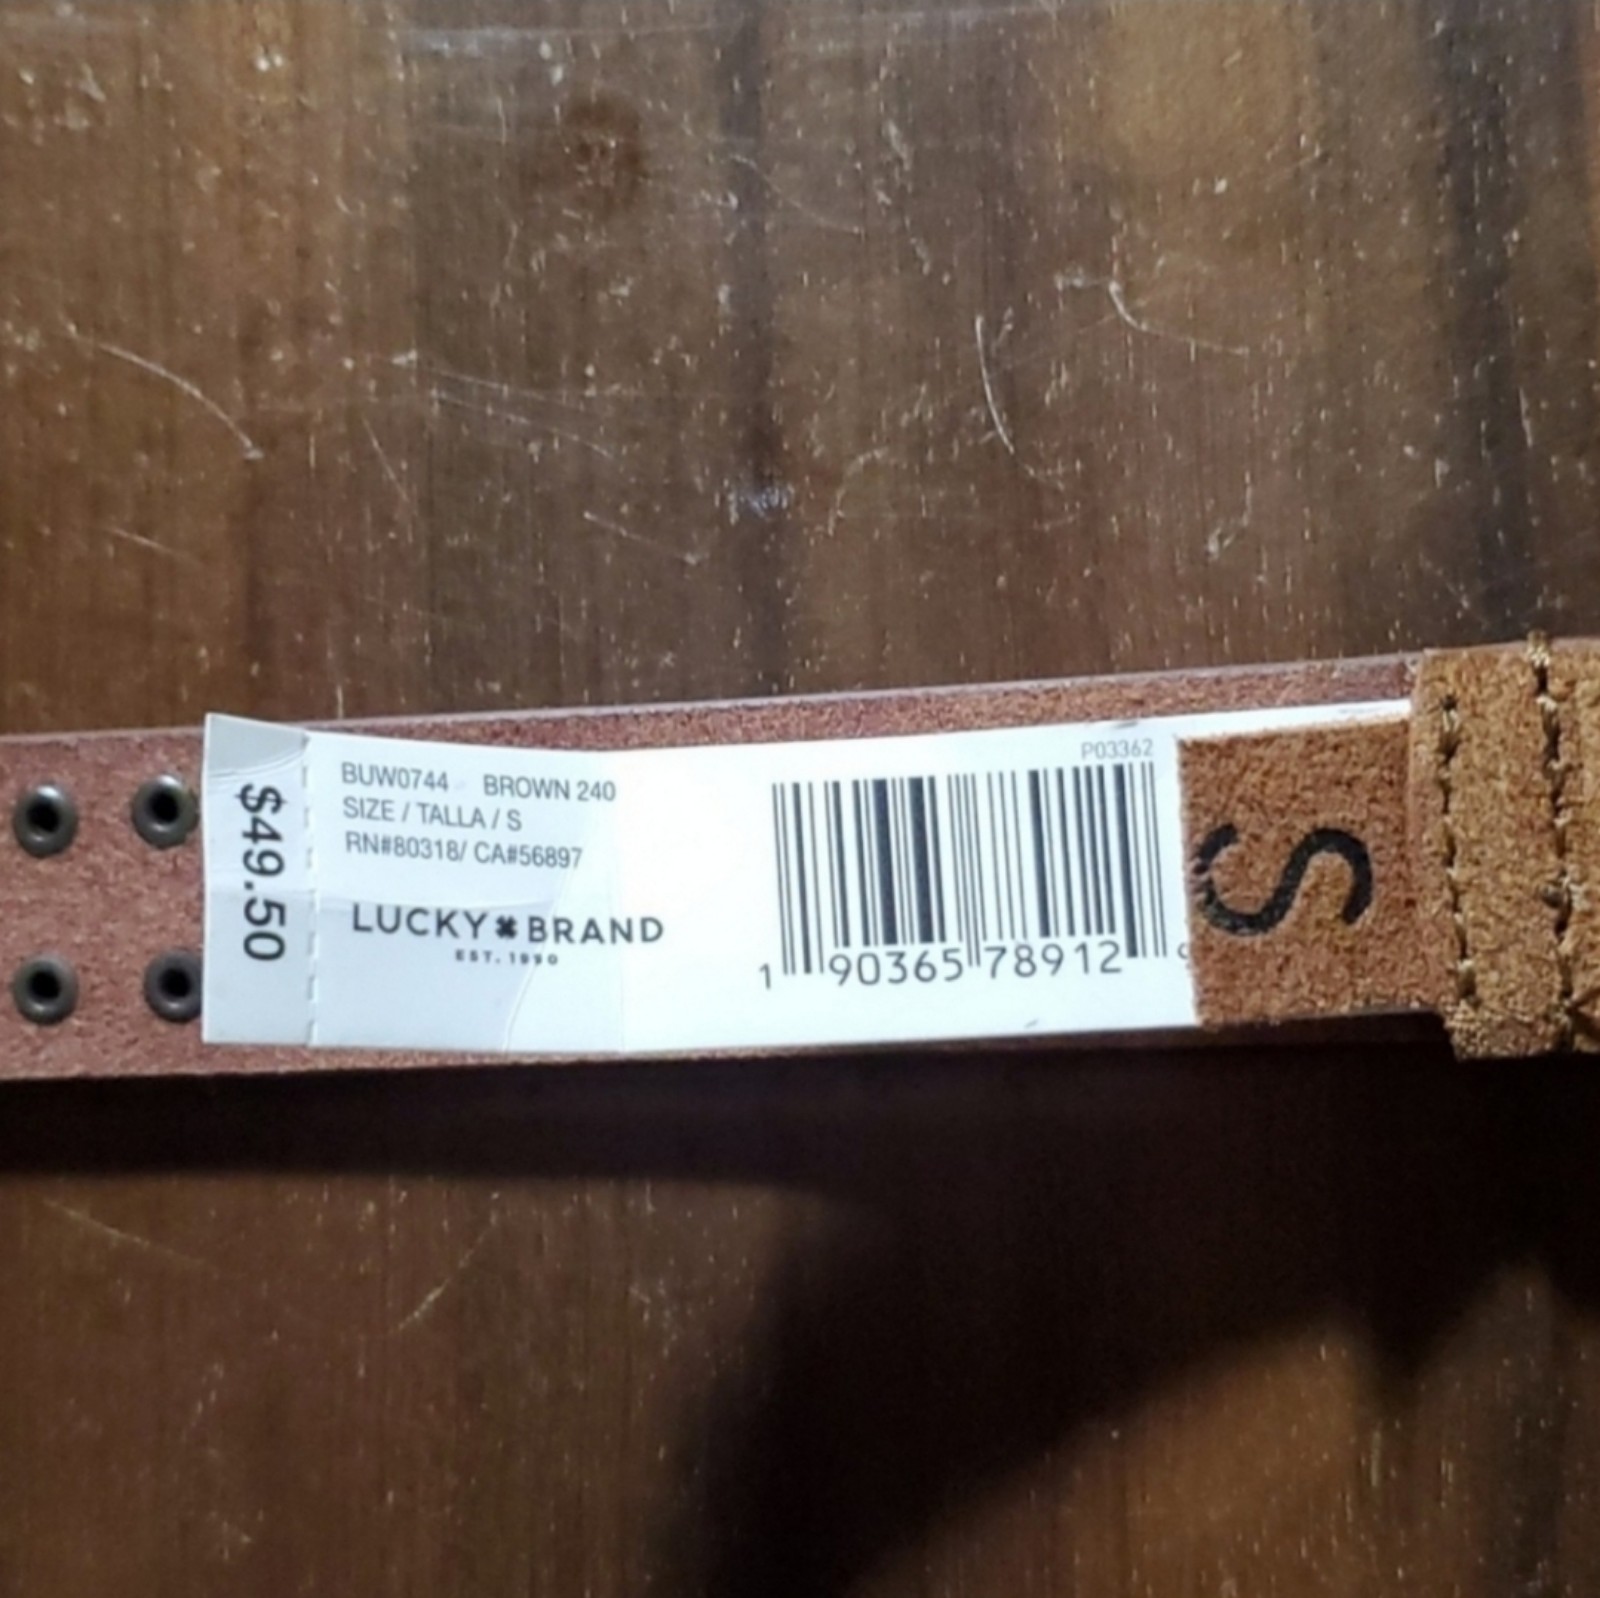 $49.50
BUW0744 BROWN 240
SIZE / TALLA / S
RN#80318/ CA#56897
LUCKY BRAND
EST. 1990
P03362
1 90365 78912
S